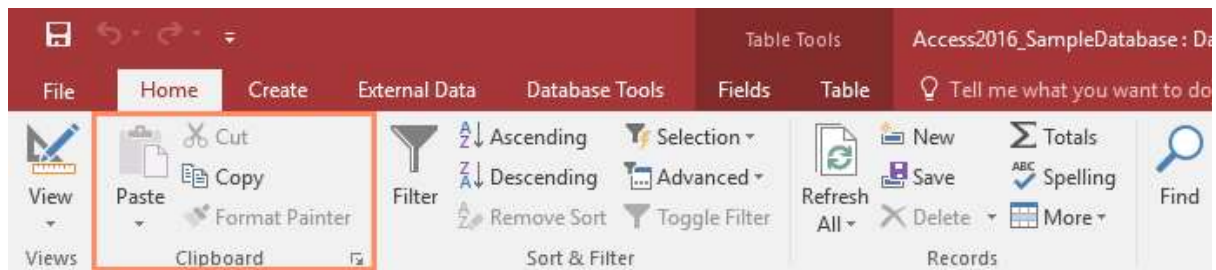 Table Tools
Access2016_SampleDatabase : Da
File Home Create External Data Database Tools Fields Table Tell me what you want to do
View
Views
Paste
Cut
Copy
Format Painter
Clipboard
Filter
Ascending
Descending
Remove Sort
Selection
Advanced
Toggle Filter
Sort & Filter
Refresh
All
New
Save
Delete
Totals
ABC
Spelling
More
Records
Find